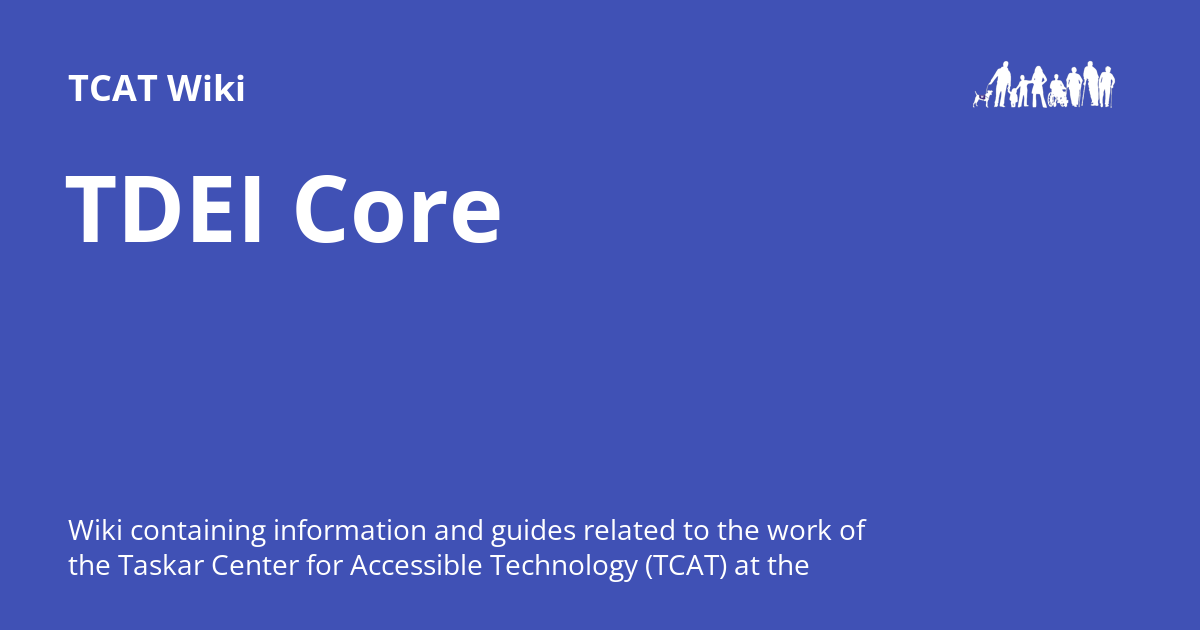 TCAT Wiki
TDEI Core
Wiki containing information and guides related to the work of
the Taskar Center for Accessible Technology (TCAT) at the